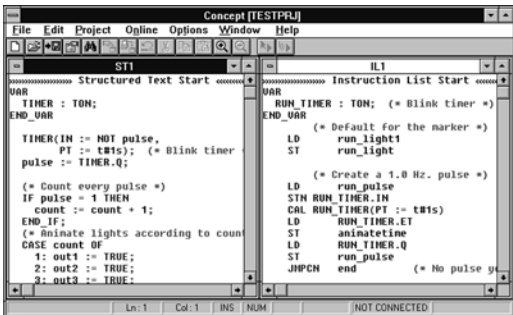 Concept [TESTPRJ]
File Edit Project Online Options Window Help
ST1
»»»»»»»»»» Structured Text Start «««««««
VAR
TIMER : TON;
END_VAR
TIMER(IN := NOT pulse,
PT := t#1s); (* Blink timer
pulse := TIMER.Q;
(* Count every pulse *)
IF pulse = 1 THEN
count := count + 1;
END_IF;
(* Animate lights according to count
CASE count OF
1: out1 := TRUE;
2: out2 := TRUE;
3: out3 := TRUE;
IL1
»»»»»»»»»» Instruction List Start «««««««
VAR
RUN_TIMER : TON; (* Blink timer *)
END_VAR
(* Default for the marker *)
LD run_light1
ST run_light
(* Create a 1.0 Hz. pulse *)
LD run_pulse
STN RUN_TIMER.IN
CAL RUN_TIMER(PT := t#1s)
LD RUN_TIMER.ET
ST animatetime
LD RUN_TIMER.Q
ST run_pulse
JMPCN end (* No pulse ye
Ln: 1 Col: 1 INS NUM NOT CONNECTED